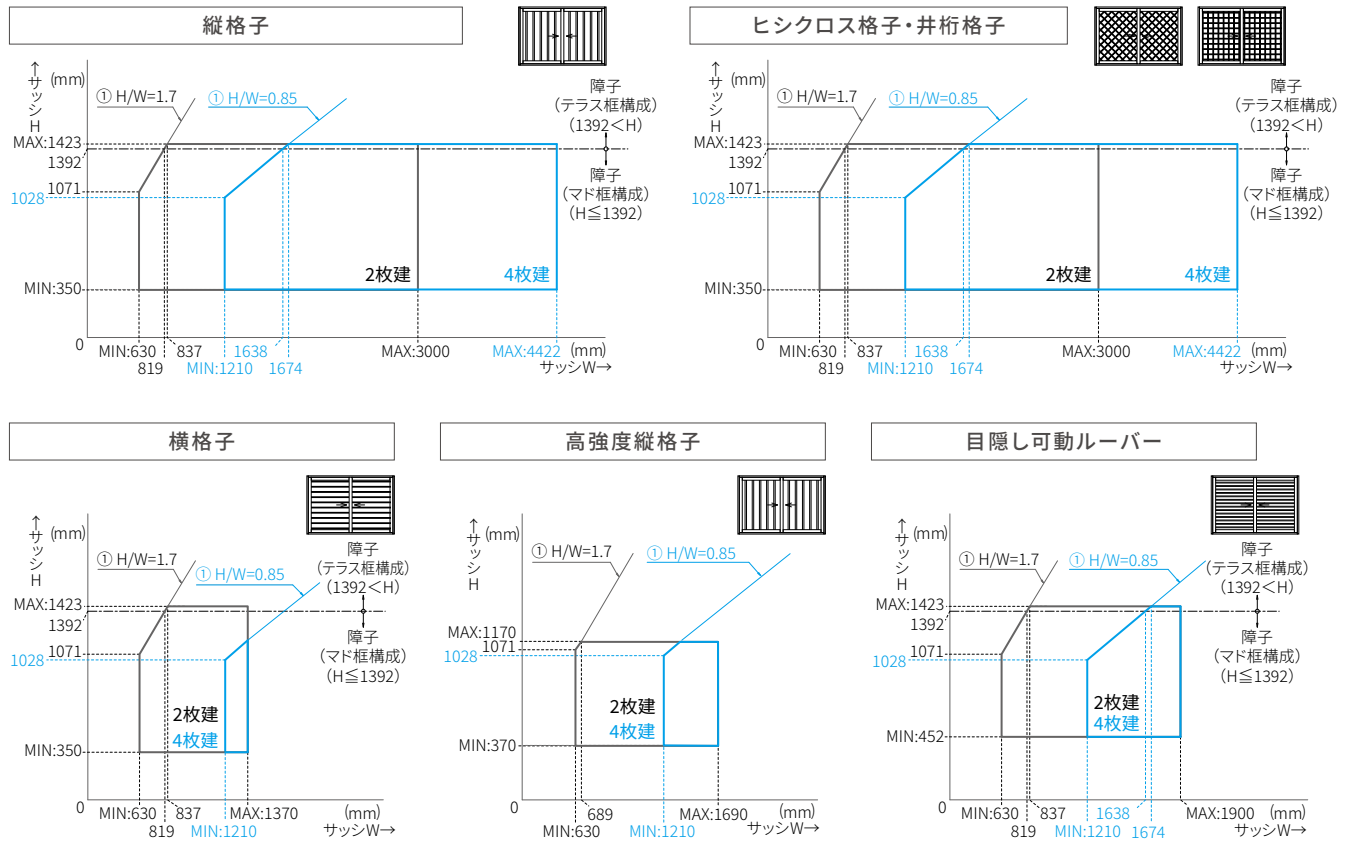 縦格子
↑サッシH
(mm)
① H/W=1.7
① H/W=0.85
障子
(テラス框構成)
(1392<H)
MAX:1423
1392
1071
1028
障子
(マド框構成)
(H≦1392)
2枚建
4枚建
MIN:350
0
MIN:630
837
1638
MAX:3000
MAX:4422
(mm)
819
MIN:1210
1674
サッシW→
ヒシクロス格子・井桁格子
↑サッシH
(mm)
① H/W=1.7
① H/W=0.85
障子
(テラス框構成)
(1392<H)
MAX:1423
1392
1071
1028
障子
(マド框構成)
(H≦1392)
2枚建
4枚建
MIN:350
0
MIN:630
837
1638
MAX:3000
MAX:4422
(mm)
819
MIN:1210
1674
サッシW→
横格子
↑サッシH
(mm)
① H/W=1.7
① H/W=0.85
障子
(テラス框構成)
(1392<H)
MAX:1423
1392
1071
1028
障子
(マド框構成)
(H≦1392)
2枚建
4枚建
MIN:350
0
MIN:630
837
MAX:1370
(mm)
819
MIN:1210
サッシW→
高強度縦格子
↑サッシH
(mm)
① H/W=1.7
① H/W=0.85
MAX:1170
1071
1028
2枚建
4枚建
MIN:370
0
689
MAX:1690
(mm)
MIN:630
MIN:1210
サッシW→
目隠し可動ルーバー
↑サッシH
(mm)
① H/W=1.7
① H/W=0.85
障子
(テラス框構成)
(1392<H)
MAX:1423
1392
1071
1028
障子
(マド框構成)
(H≦1392)
2枚建
4枚建
MIN:452
0
MIN:630
837
1638
MAX:1900
(mm)
819
MIN:1210
1674
サッシW→